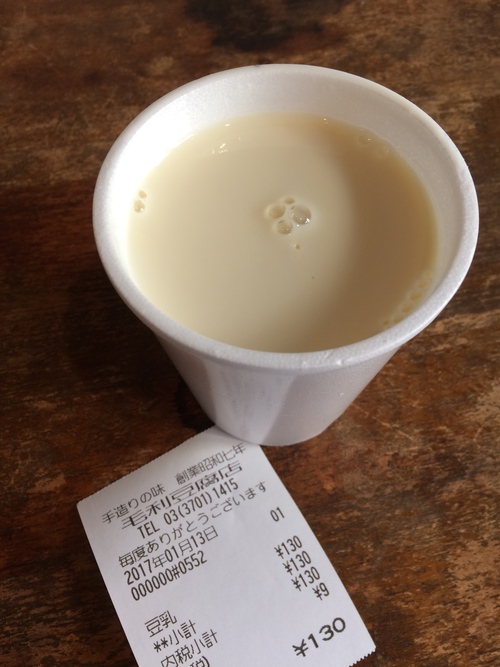 手造りの味 創業昭和七年
毛利豆腐店
TEL 03(3701)1415
毎度ありがとうございます
2017年01月13日 01
000000#0552
豆乳 ¥130
**小計 ¥130
内税小計 ¥130
税) ¥9
¥130